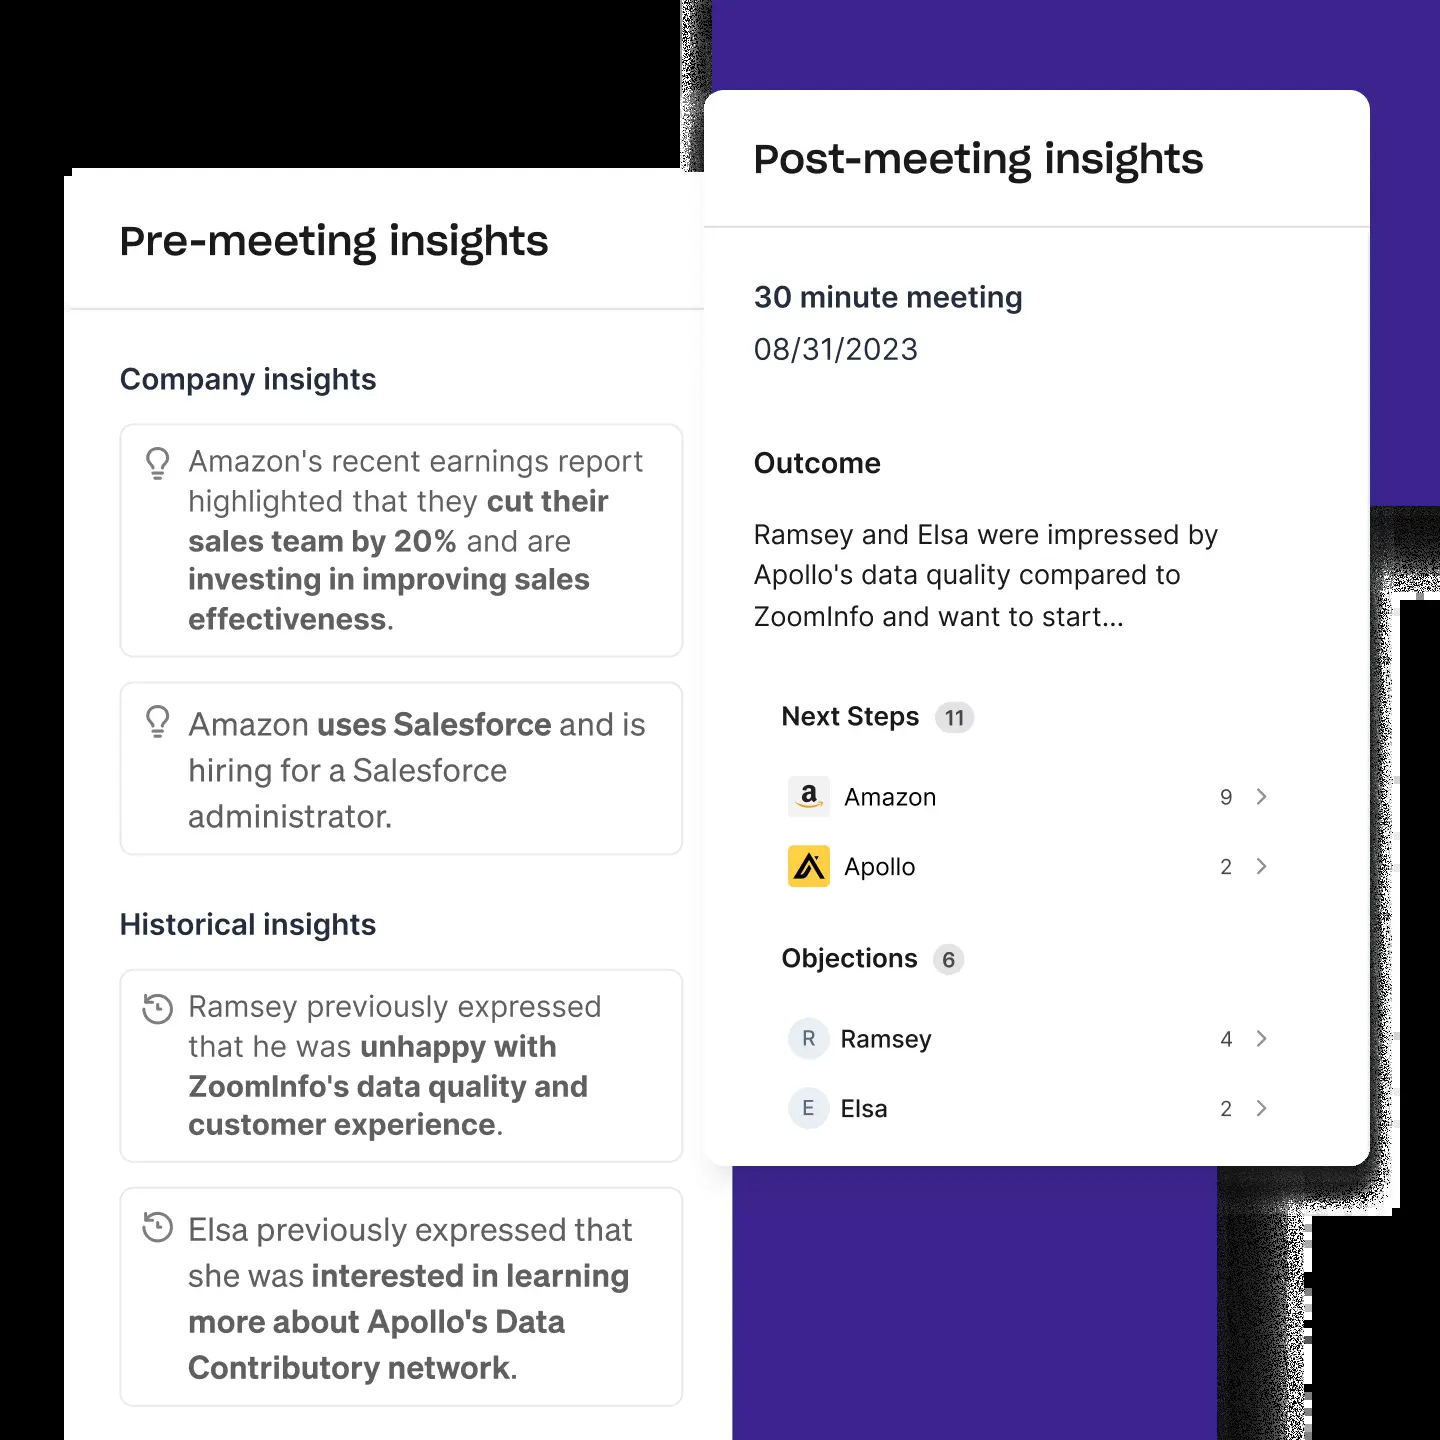 Pre-meeting insights
Company insights
Amazon's recent earnings report
highlighted that they cut their
sales team by 20% and are
investing in improving sales
effectiveness.
Amazon uses Salesforce and is
hiring for a Salesforce
administrator.
Historical insights
Ramsey previously expressed
that he was unhappy with
ZoomInfo's data quality and
customer experience.
Elsa previously expressed that
she was interested in learning
more about Apollo's Data
Contributory network.
Post-meeting insights
30 minute meeting
08/31/2023
Outcome
Ramsey and Elsa were impressed by
Apollo's data quality compared to
ZoomInfo and want to start...
Next Steps 11
a Amazon 9
Apollo 2
Objections 6
R Ramsey 4
E Elsa 2